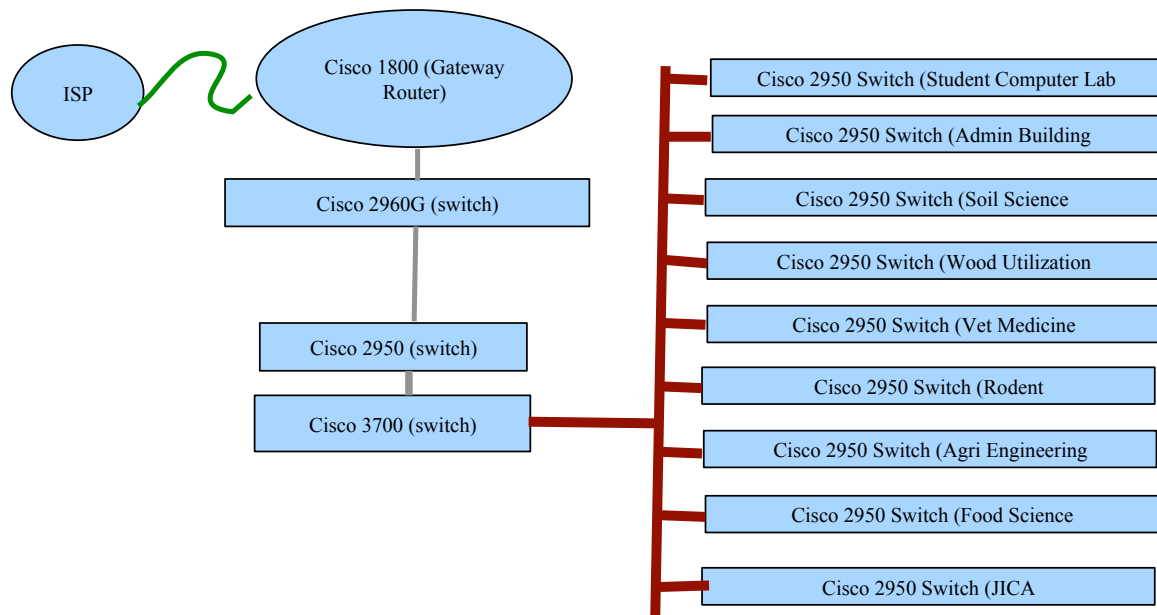 ISP
Cisco 1800 (Gateway
Router)
Cisco 2960G (switch)
Cisco 2950 (switch)
Cisco 3700 (switch)
Cisco 2950 Switch (Student Computer Lab
Cisco 2950 Switch (Admin Building
Cisco 2950 Switch (Soil Science
Cisco 2950 Switch (Wood Utilization
Cisco 2950 Switch (Vet Medicine
Cisco 2950 Switch (Rodent
Cisco 2950 Switch (Agri Engineering
Cisco 2950 Switch (Food Science
Cisco 2950 Switch (JICA